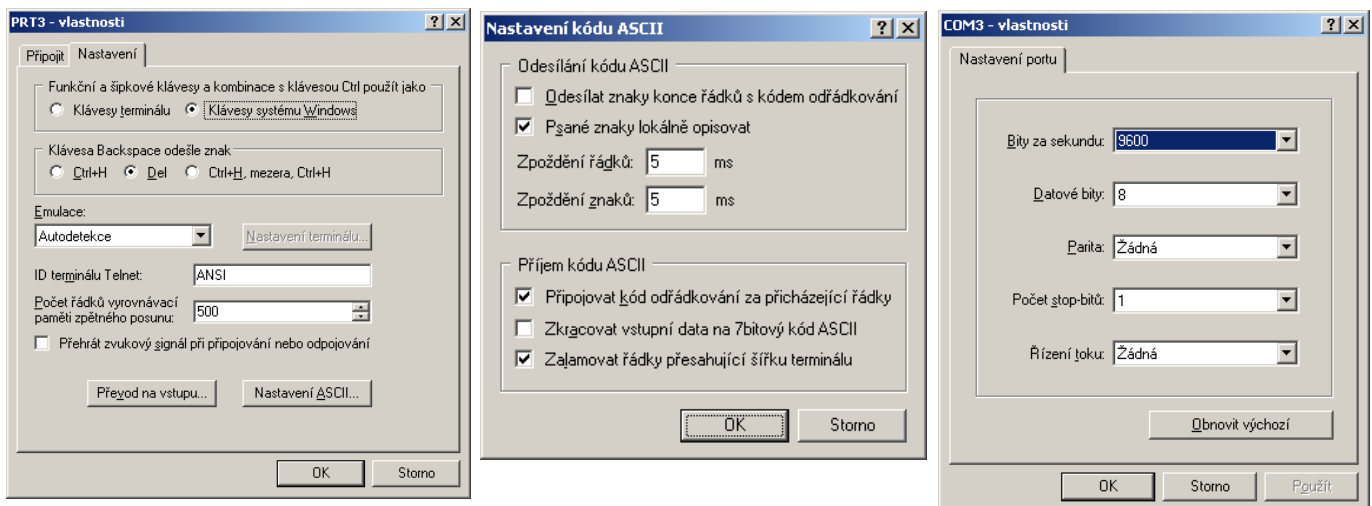 PRT3 - vlastnosti
Připojit Nastavení
Funkční a šipkové klávesy a kombinace s klávesou Ctrl použít jako
Klávesy terminálu Klávesy systému Windows
Klávesa Backspace odešle znak
Ctrl+H Del Ctrl+H, mezera, Ctrl+H
Emulace:
Autodetekce Nastavení terminálu...
ID terminálu Telnet: ANSI
Počet řádků vyrovnávací
paměti zpětného posunu: 500
Přehrát zvukový signál při připojování nebo odpojování
Převod na vstupu... Nastavení ASCII...
OK Storno
Nastavení kódu ASCII
Odesílání kódu ASCII
Odesílat znaky konce řádků s kódem odřádkování
Psané znaky lokálně opisovat
Zpoždění řádků: 5 ms
Zpoždění znaků: 5 ms
Příjem kódu ASCII
Připojovat kód odřádkování za přicházející řádky
Zkracovat vstupní data na 7bitový kód ASCII
Zalamovat řádky přesahující šířku terminálu
OK Storno
COM3 - vlastnosti
Nastavení portu
Bity za sekundu: 9600
Datové bity: 8
Parita: Žádná
Počet stop-bitů: 1
Řízení toku: Žádná
Obnovit výchozí
OK Storno Použít